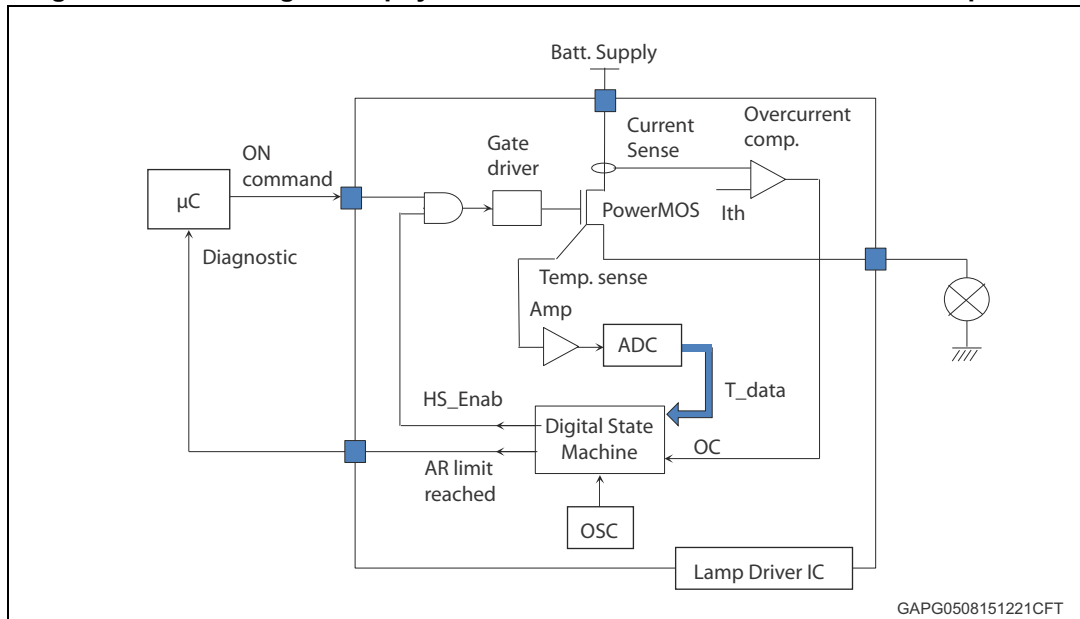 Batt. Supply
Current
Sense
Overcurrent
comp.
ON
command
Gate
driver
µC
PowerMOS
Ith
Diagnostic
Temp. sense
Amp
ADC
T_data
HS_Enab
Digital State
Machine
OC
AR limit
reached
OSC
Lamp Driver IC
GAPG0508151221CFT